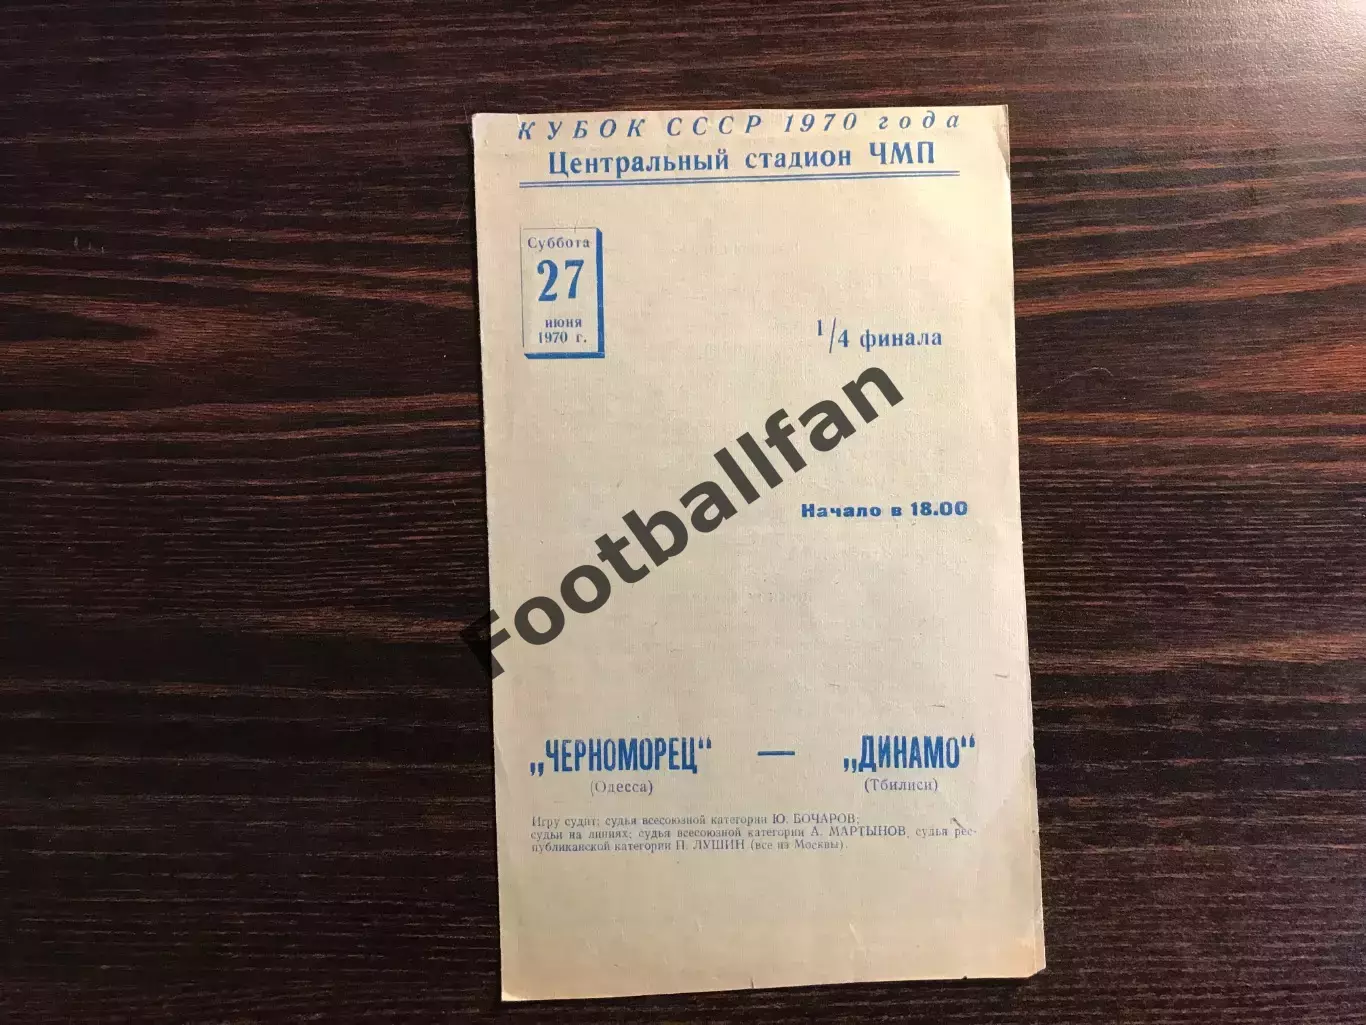 КУБОК СССР 1970 года
Центральный стадион ЧМП
Суббота
27
июня
1970 г.
1/4 финала
Footballfan
Начало в 18.00
„ЧЕРНОМОРЕЦ" — „ДИНАМО"
(Одесса) (Тбилиси)
Игру судит: судья всесоюзной категории Ю. БОЧАРОВ;
судьи на линиях: судья всесоюзной категории А. МАРТЫНОВ, судья рес-
публиканской категории П. ЛУШИН (все из Москвы).